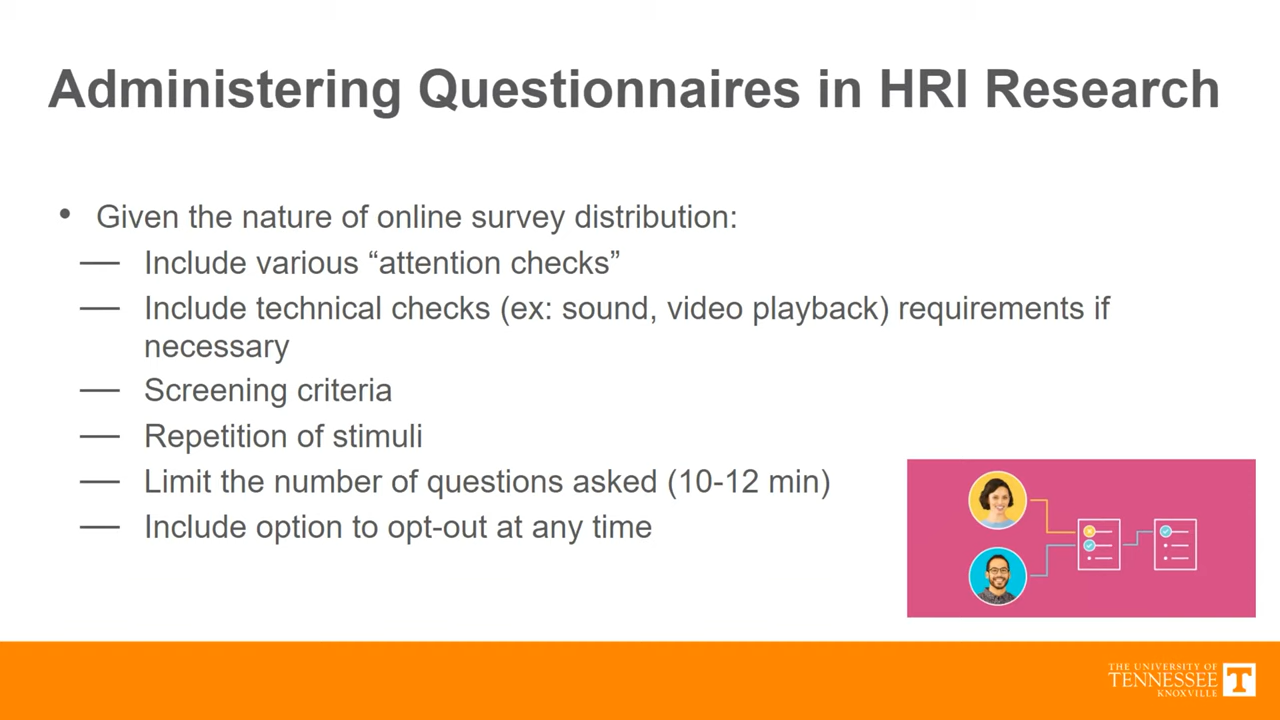 Administering Questionnaires in HRI Research
• Given the nature of online survey distribution:
— Include various “attention checks”
— Include technical checks (ex: sound, video playback) requirements if
necessary
— Screening criteria
— Repetition of stimuli
— Limit the number of questions asked (10-12 min)
— Include option to opt-out at any time
THE UNIVERSITY OF
TENNESSEE
KNOXVILLE
T